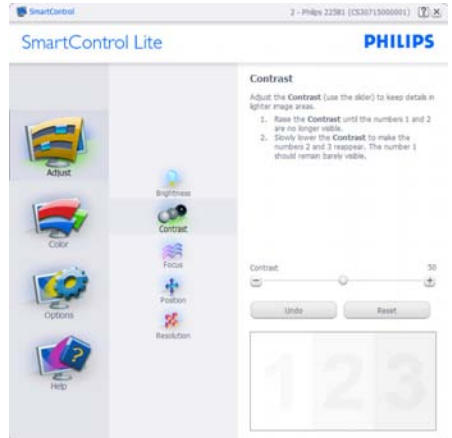 SmartControl
2 - Philips 225B1 (CS30715000001)
SmartControl Lite
PHILIPS
Adjust
Color
Options
Help
Brightness
Contrast
Focus
Position
Resolution
Contrast
Adjust the Contrast (use the slider) to keep details in
lighter image areas.
1. Raise the Contrast until the numbers 1 and 2
are no longer visible.
2. Slowly lower the Contrast to make the
numbers 2 and 3 reappear. The number 1
should remain barely visible.
Contrast
50
Undo
Reset
1 2 3